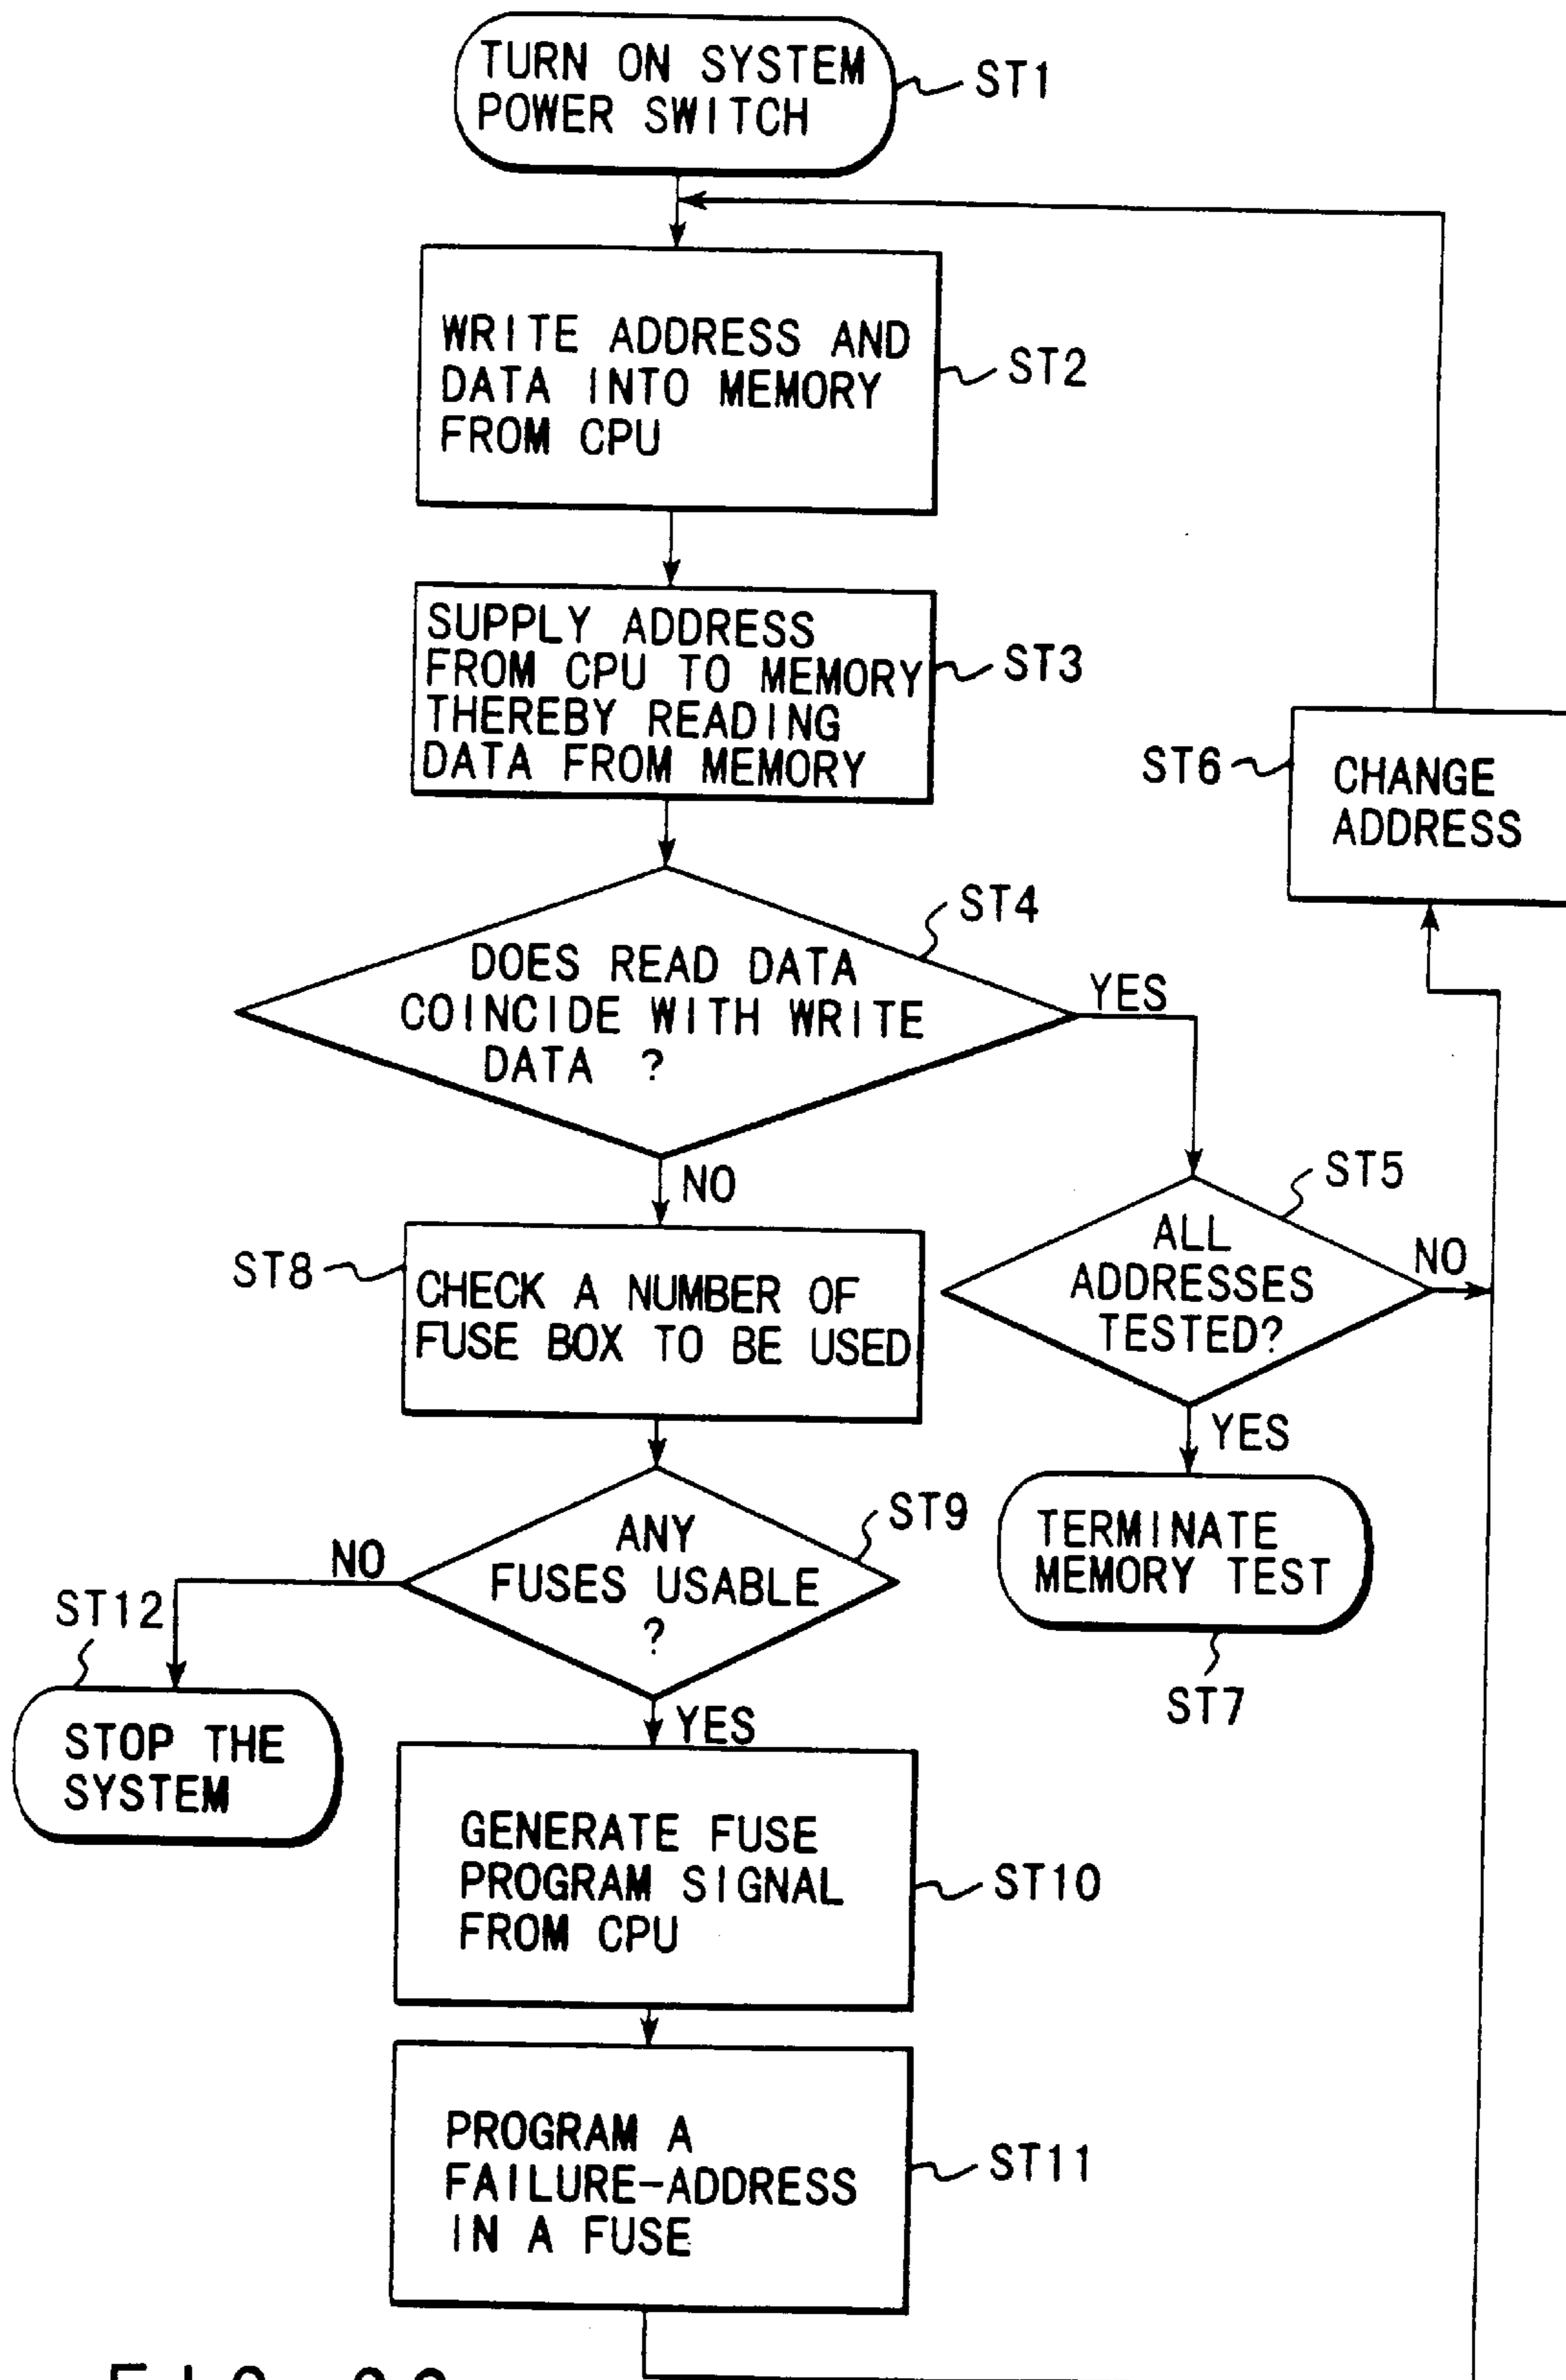 TURN ON SYSTEM
POWER SWITCH
ST1
WRITE ADDRESS AND
DATA INTO MEMORY
FROM CPU
ST2
SUPPLY ADDRESS
FROM CPU TO MEMORY
THEREBY READING
DATA FROM MEMORY
ST3
ST6
CHANGE
ADDRESS
ST4
DOES READ DATA
COINCIDE WITH WRITE
DATA ?
YES
NO
ST5
ALL
ADDRESSES
TESTED?
NO
YES
ST8
CHECK A NUMBER OF
FUSE BOX TO BE USED
ST9
ANY
FUSES USABLE
?
NO
YES
TERMINATE
MEMORY TEST
ST7
ST12
STOP THE
SYSTEM
GENERATE FUSE
PROGRAM SIGNAL
FROM CPU
ST10
PROGRAM A
FAILURE-ADDRESS
IN A FUSE
ST11